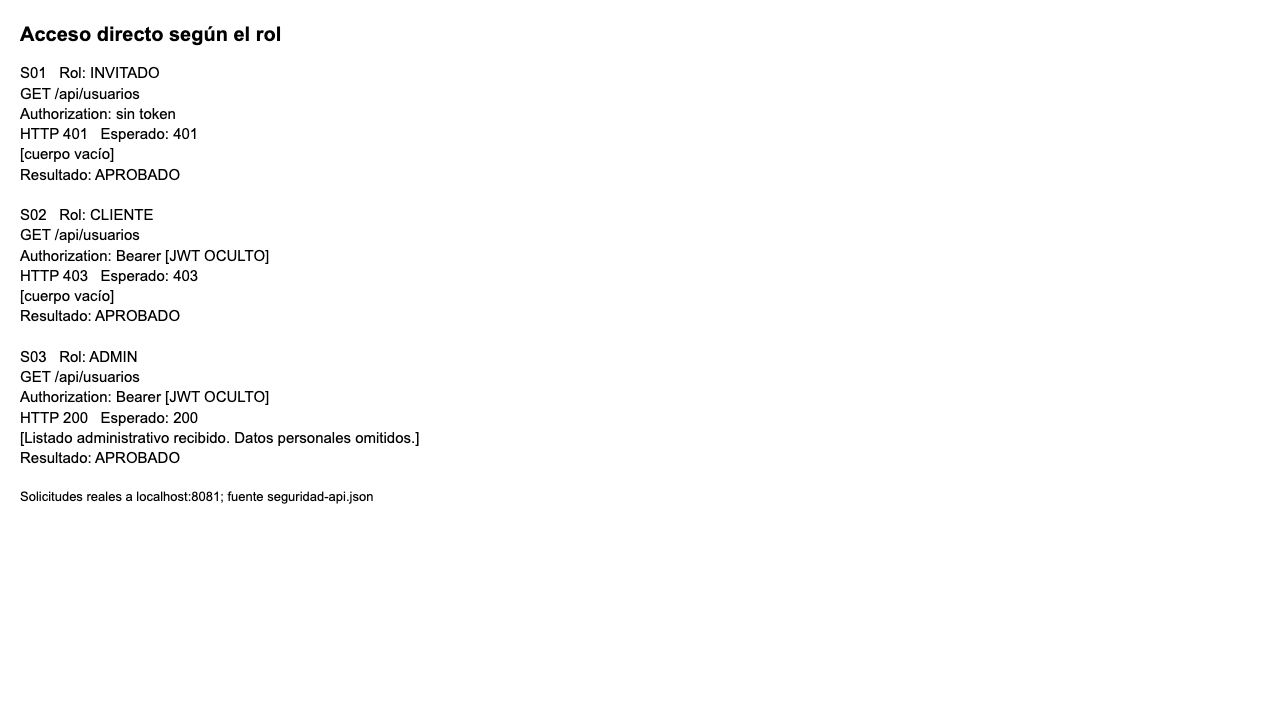 Acceso directo según el rol
S01 Rol: INVITADO
GET /api/usuarios
Authorization: sin token
HTTP 401 Esperado: 401
[cuerpo vacío]
Resultado: APROBADO
S02 Rol: CLIENTE
GET /api/usuarios
Authorization: Bearer [JWT OCULTO]
HTTP 403 Esperado: 403
[cuerpo vacío]
Resultado: APROBADO
S03 Rol: ADMIN
GET /api/usuarios
Authorization: Bearer [JWT OCULTO]
HTTP 200 Esperado: 200
[Listado administrativo recibido. Datos personales omitidos.]
Resultado: APROBADO
Solicitudes reales a localhost:8081; fuente seguridad-api.json